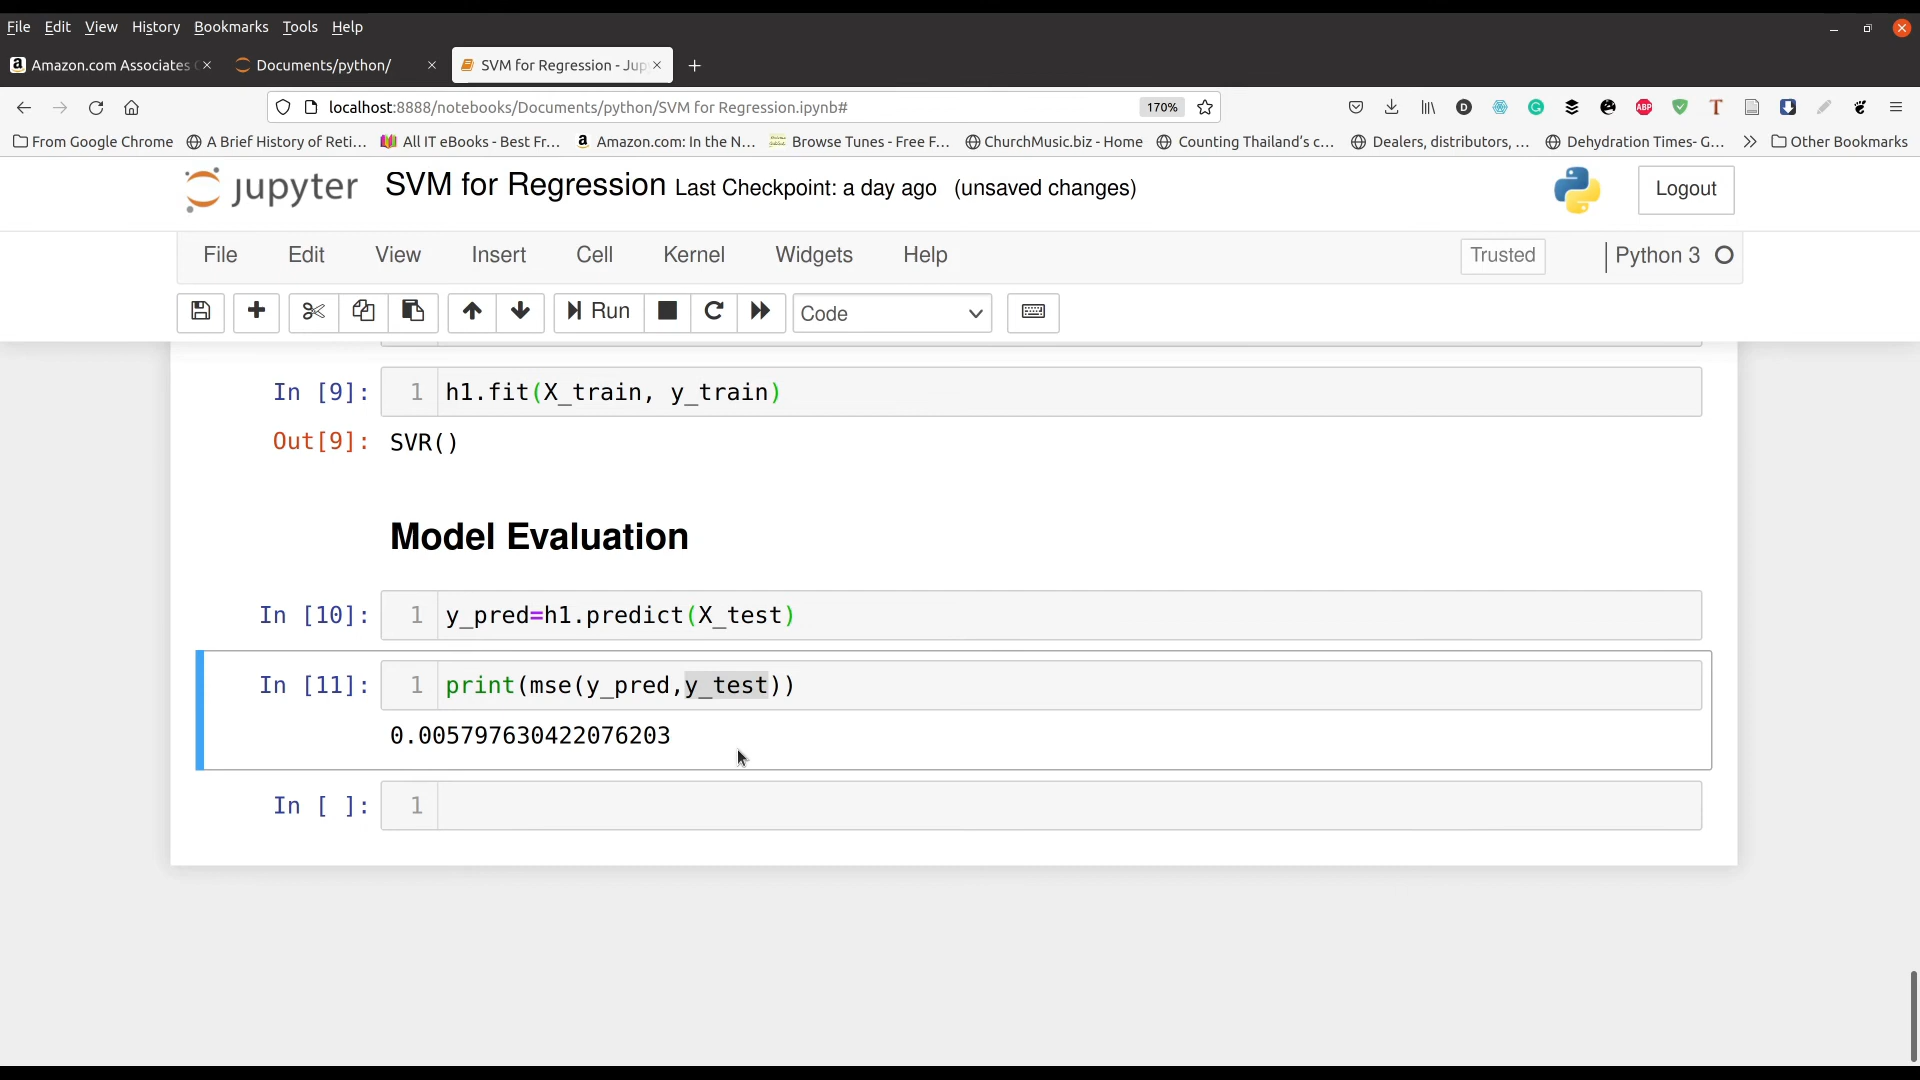 File Edit View History Bookmarks Tools Help
Amazon.com Associates Documents/python/ SVM for Regression - Jup
localhost:8888/notebooks/Documents/python/SVM for Regression.ipynb# 170%
From Google Chrome A Brief History of Reti... All IT eBooks - Best Fr... Amazon.com: In the N... Browse Tunes - Free F... ChurchMusic.biz - Home Counting Thailand's c... Dealers, distributors, ... Dehydration Times- G... Other Bookmarks
jupyter SVM for Regression Last Checkpoint: a day ago (unsaved changes) Logout
File Edit View Insert Cell Kernel Widgets Help Trusted Python 3
Run Code
In [9]: 1 h1.fit(X_train, y_train)
Out[9]: SVR()
Model Evaluation
In [10]: 1 y_pred=h1.predict(X_test)
In [11]: 1 print(mse(y_pred,y_test))
0.005797630422076203
In [ ]: 1